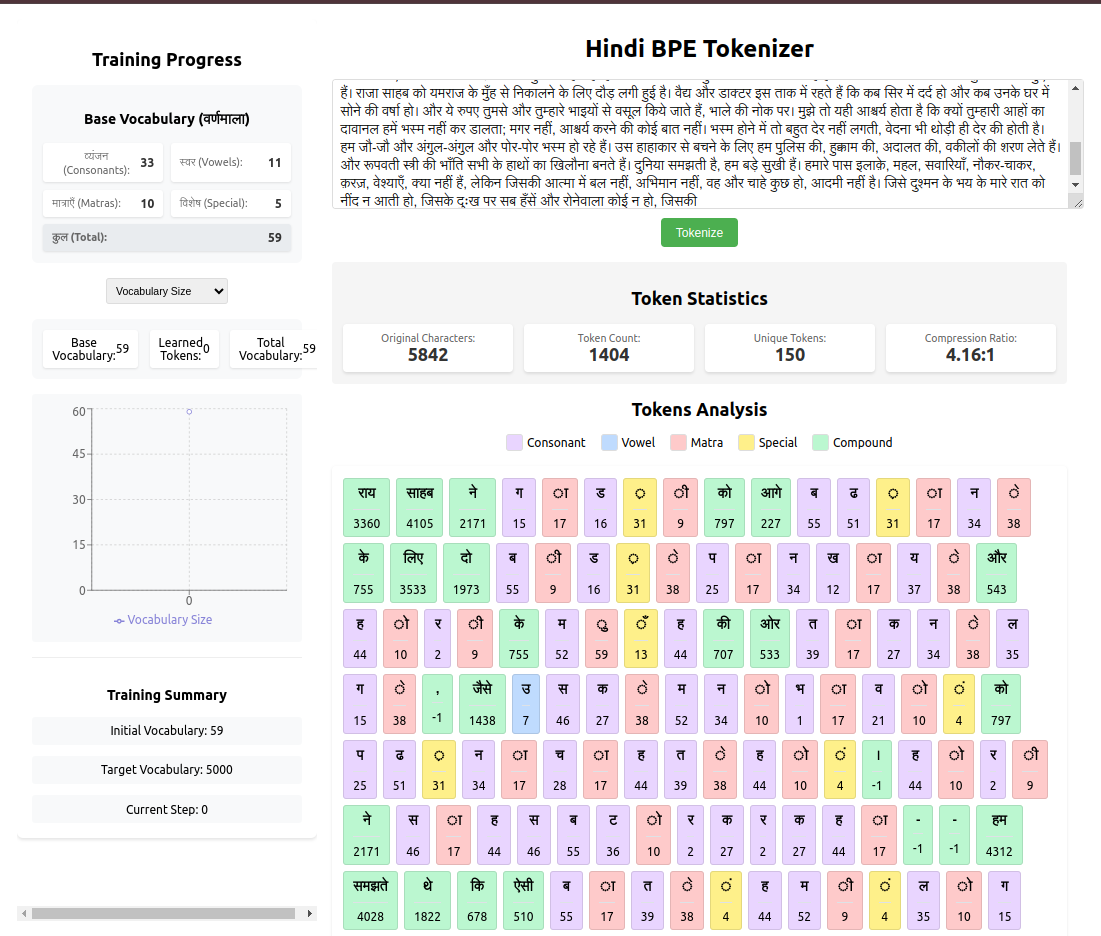 Training Progress
Base Vocabulary (वर्णमाला)
व्यंजन (Consonants): 33
स्वर (Vowels): 11
मात्राएँ (Matras): 10
विशेष (Special): 5
कुल (Total): 59
Vocabulary Size
Base Vocabulary: 59
Learned Tokens: 0
Total Vocabulary: 59
60
45
30
15
0
0
Vocabulary Size
Training Summary
Initial Vocabulary: 59
Target Vocabulary: 5000
Current Step: 0
Hindi BPE Tokenizer
हैं। राजा साहब को यमराज के मुँह से निकालने के लिए दौड़ लगी हुई है। वैद्य और डाक्टर इस ताक में रहते हैं कि कब सिर में दर्द हो और कब उनके घर में
सोने की वर्षा हो। और ये रुपए तुमसे और तुम्हारे भाइयों से वसूल किये जाते हैं, भाले की नोक पर। मुझे तो यही आश्चर्य होता है कि क्यों तुम्हारी आहों का
दावानल हमें भस्म नहीं कर डालता; मगर नहीं, आश्चर्य करने की कोई बात नहीं। भस्म होने में तो बहुत देर नहीं लगती, वेदना भी थोड़ी ही देर की होती है।
हम जौ-जौ और अंगुल-अंगुल और पोर-पोर भस्म हो रहे हैं। उस हाहाकार से बचने के लिए हम पुलिस की, हुक्काम की, अदालत की, वकीलों की शरण लेते हैं।
और रूपवती स्त्री की भाँति सभी के हाथों का खिलौना बनते हैं। दुनिया समझती है, हम बड़े सुखी हैं। हमारे पास इलाक़े, महल, सवारियाँ, नौकर-चाकर,
क़रज़, वेश्याएँ, क्या नहीं हैं, लेकिन जिसकी आत्मा में बल नहीं, अभिमान नहीं, वह और चाहे कुछ हो, आदमी नहीं है। जिसे दुश्मन के भय के मारे रात को
नींद न आती हो, जिसके दुःख पर सब हँसें और रोनेवाला कोई न हो, जिसकी
Tokenize
Token Statistics
Original Characters: 5842
Token Count: 1404
Unique Tokens: 150
Compression Ratio: 4.16:1
Tokens Analysis
Consonant Vowel Matra Special Compound
राय साहब ने ग ा ड ़ ी को आगे ब ढ ़ ा न े
3360 4105 2171 15 17 16 31 9 797 227 55 51 31 17 34 38
के लिए दो ब ी ड ़ े प ा न ख ा य े और
755 3533 1973 55 9 16 31 38 25 17 34 12 17 37 38 543
ह ो र ी के म ु ँ ह की ओर त ा क न े ल
44 10 2 9 755 52 59 13 44 707 533 39 17 27 34 38 35
ग े , जैसे उ स क े म न ो भ ा व ो ं को
15 38 -1 1438 7 46 27 38 52 34 10 1 17 21 10 4 797
प ढ ़ न ा च ा ह त े ह ो ं । ह ो र ी
25 51 31 34 17 28 17 44 39 38 44 10 4 -1 44 10 2 9
ने स ा ह स ब ट ो र क र क ह ा - - हम
2171 46 17 44 46 55 36 10 2 27 2 27 44 17 -1 -1 4312
समझते थे कि ऐसी ब ा त े ं ह म ी ं ल ो ग
4028 1822 678 510 55 17 39 38 4 44 52 9 4 35 10 15